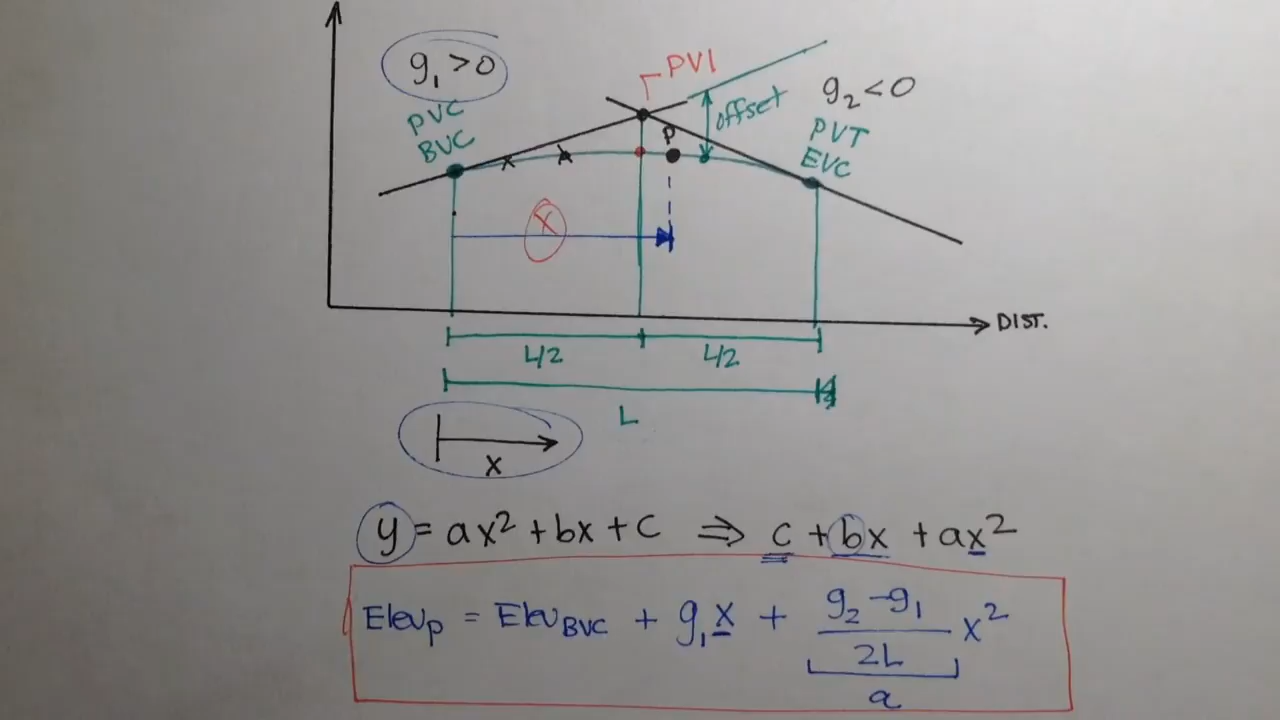 g₁ > 0
PVI
g₂ < 0
PVC
BVC
offset
P
PVT
EVC
X
DIST.
L/2
L/2
L
x
y = ax² + bx + c ⇒ c + bx + ax²
Elevₚ = Elev_BVC + g₁x + (g₂-g₁)/2L x²
a